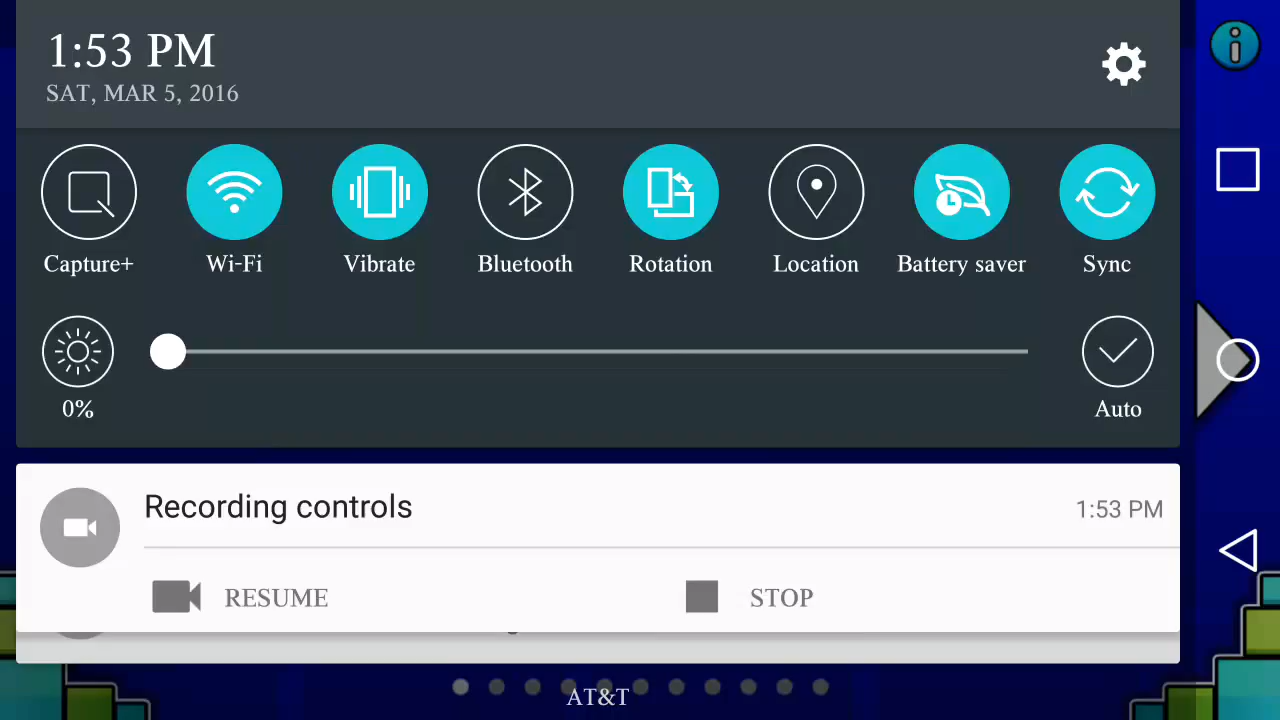 1:53 PM
SAT, MAR 5, 2016
Capture+ Wi-Fi Vibrate Bluetooth Rotation Location Battery saver Sync
0% Auto
Recording controls 1:53 PM
RESUME STOP
AT&T